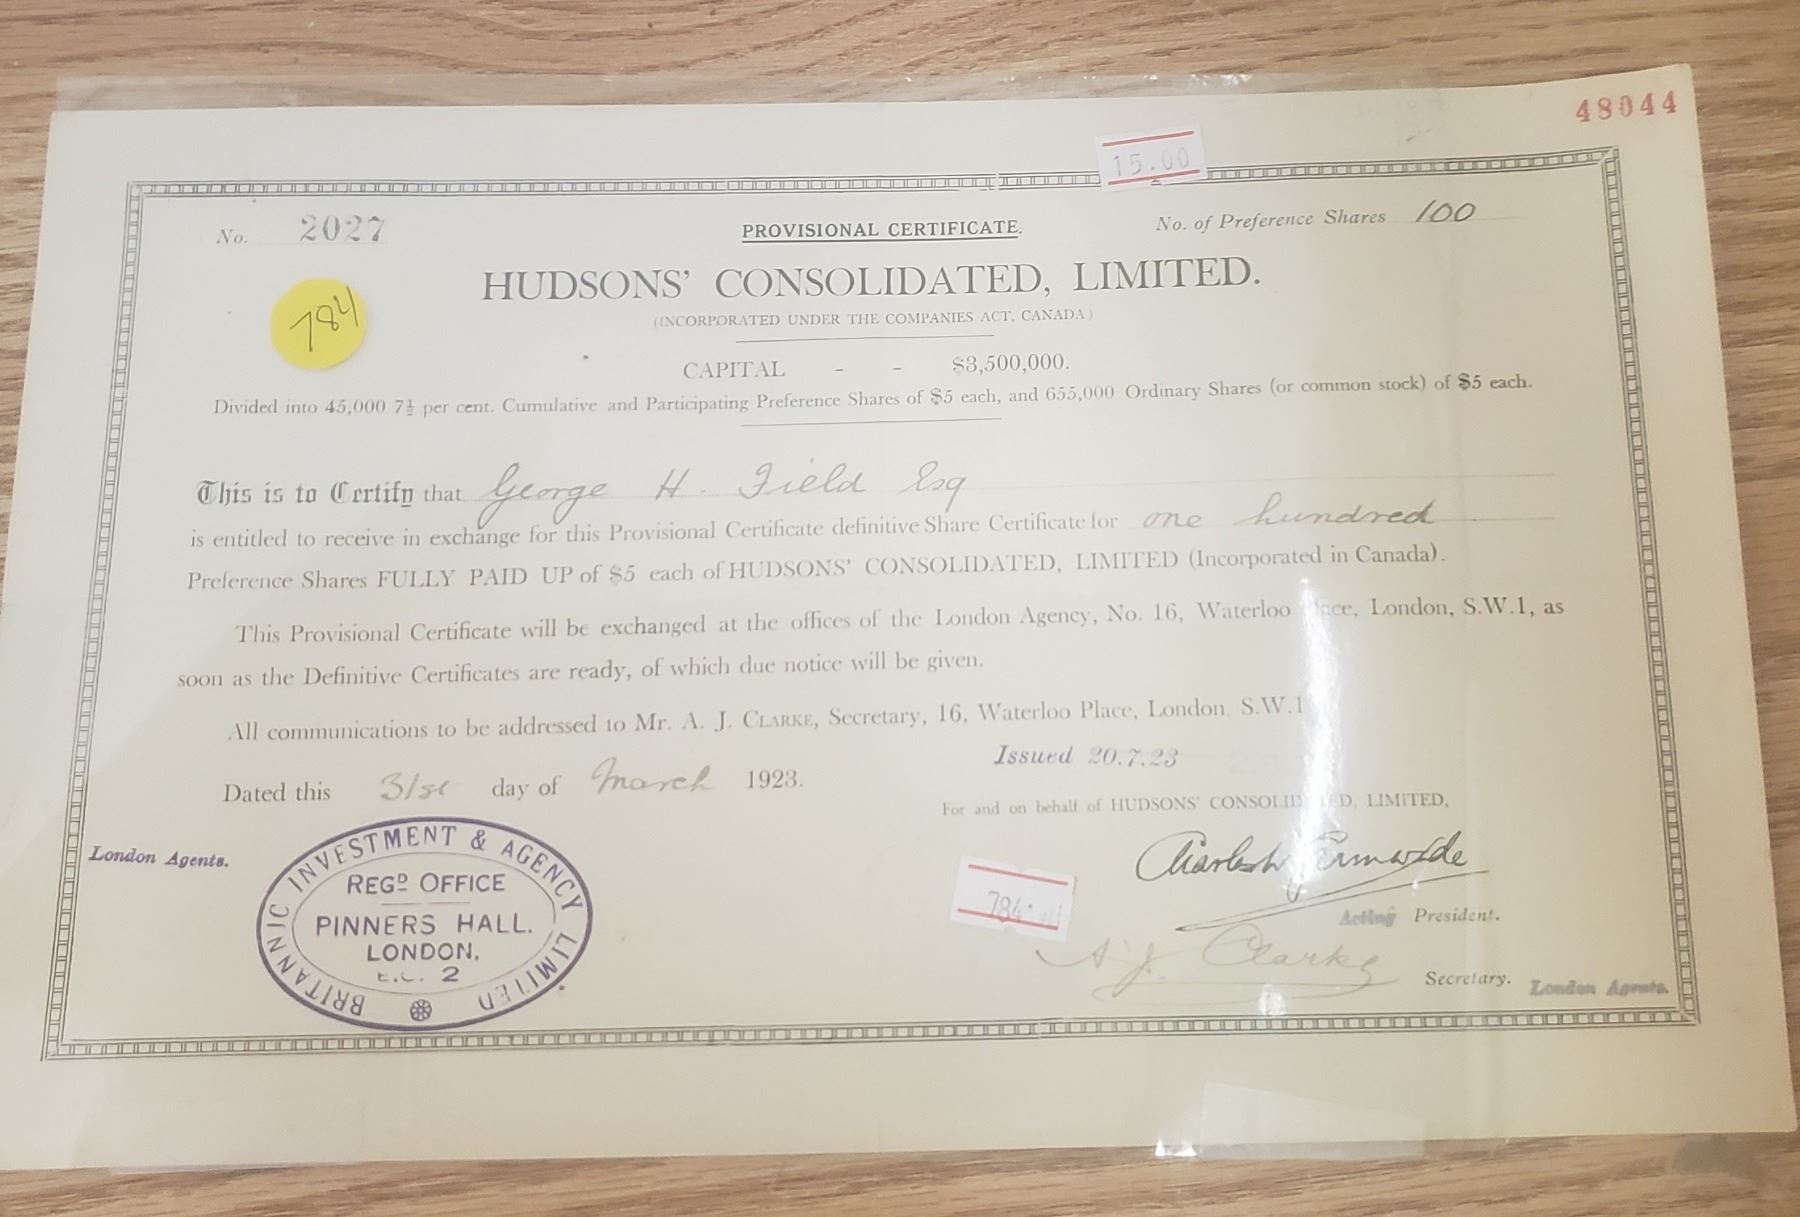 48044
15.00
No. 2027
PROVISIONAL CERTIFICATE.
No. of Preference Shares 100
784
HUDSONS' CONSOLIDATED, LIMITED.
(INCORPORATED UNDER THE COMPANIES ACT, CANADA)
CAPITAL - - $3,500,000.
Divided into 45,000 7½ per cent. Cumulative and Participating Preference Shares of $5 each, and 655,000 Ordinary Shares (or common stock) of $5 each.
This is to Certify that George H. Field Esq
is entitled to receive in exchange for this Provisional Certificate definitive Share Certificate for one hundred
Preference Shares FULLY PAID UP of $5 each of HUDSONS' CONSOLIDATED, LIMITED (Incorporated in Canada).
This Provisional Certificate will be exchanged at the offices of the London Agency, No. 16, Waterloo Place, London, S.W.1, as
soon as the Definitive Certificates are ready, of which due notice will be given.
All communications to be addressed to Mr. A. J. CLARKE, Secretary, 16, Waterloo Place, London, S.W.1
Issued 20.7.23
Dated this 31st day of March 1923.
For and on behalf of HUDSONS' CONSOLIDATED, LIMITED,
London Agents.
BRITANNIC INVESTMENT & AGENCY LIMITED
REGD OFFICE
PINNERS HALL.
LONDON.
E.C. 2
784
Acting President.
A. J. Clarke
Secretary.
London Agents.